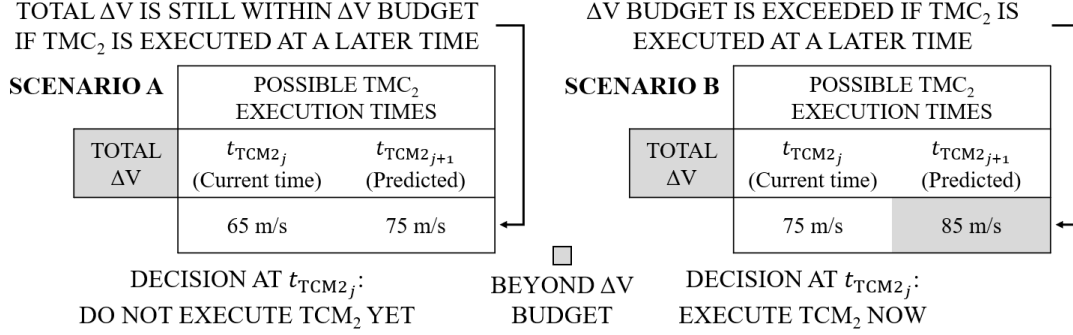 TOTAL ΔV IS STILL WITHIN ΔV BUDGET
IF TMC₂ IS EXECUTED AT A LATER TIME
SCENARIO A
POSSIBLE TMC₂
EXECUTION TIMES
TOTAL
ΔV
t_TCM2_j
(Current time)
t_TCM2_j+1
(Predicted)
65 m/s
75 m/s
DECISION AT t_TCM2_j:
DO NOT EXECUTE TCM₂ YET
BEYOND ΔV
BUDGET
ΔV BUDGET IS EXCEEDED IF TMC₂ IS
EXECUTED AT A LATER TIME
SCENARIO B
POSSIBLE TMC₂
EXECUTION TIMES
TOTAL
ΔV
t_TCM2_j
(Current time)
t_TCM2_j+1
(Predicted)
75 m/s
85 m/s
DECISION AT t_TCM2_j:
EXECUTE TCM₂ NOW